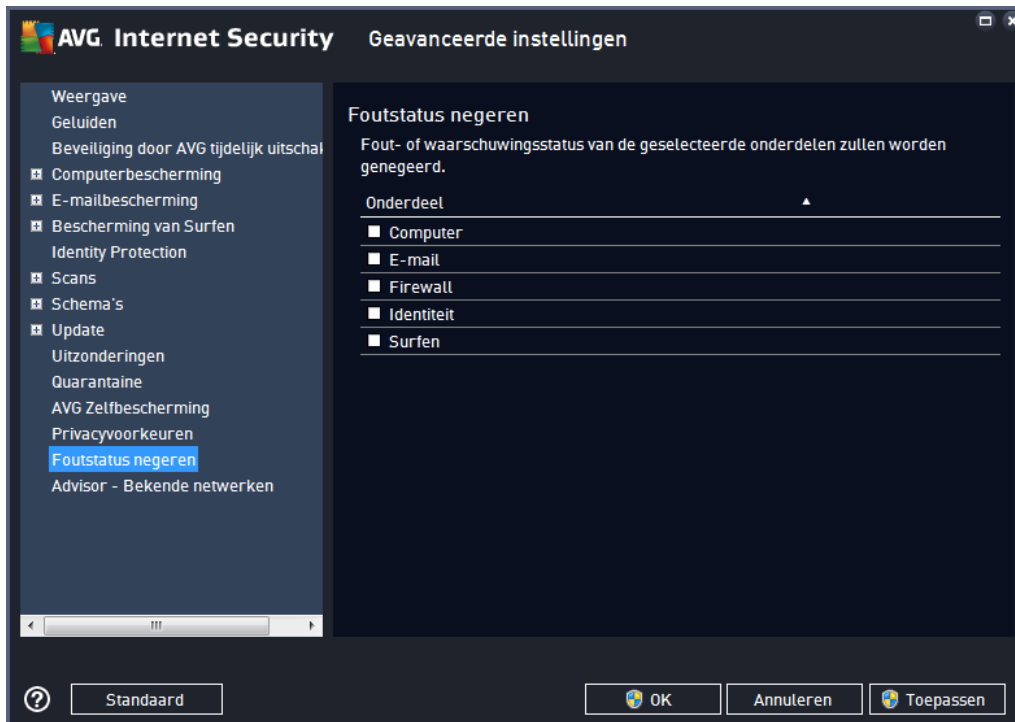 AVG. Internet Security
Geavanceerde instellingen
Weergave
Geluiden
Beveiliging door AVG tijdelijk uitschak
Computerbescherming
E-mailbescherming
Bescherming van Surfen
Identity Protection
Scans
Schema's
Update
Uitzonderingen
Quarantaine
AVG Zelfbescherming
Privacyvoorkeuren
Foutstatus negeren
Advisor - Bekende netwerken
Foutstatus negeren
Fout- of waarschuwingsstatus van de geselecteerde onderdelen zullen worden
genegeerd.
Onderdeel
Computer
E-mail
Firewall
Identiteit
Surfen
?
Standaard
OK
Annuleren
Toepassen